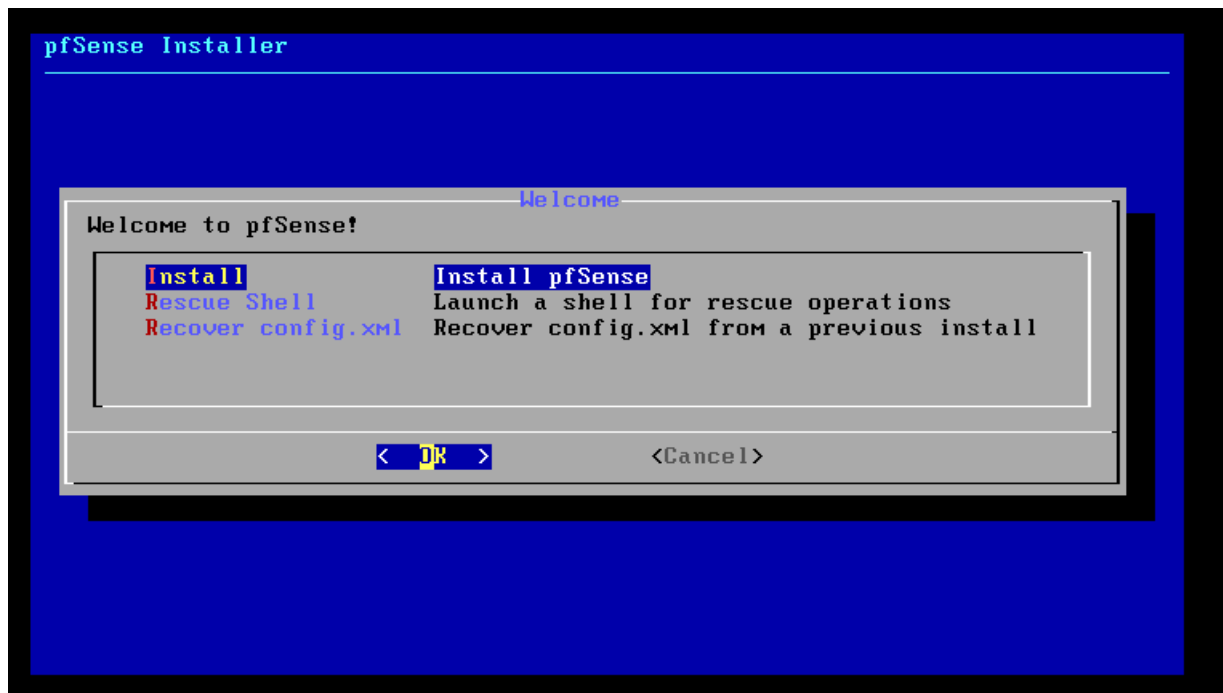 pfSense Installer
Welcome
Welcome to pfSense!
Install Install pfSense
Rescue Shell Launch a shell for rescue operations
Recover config.xml Recover config.xml from a previous install
< OK > <Cancel>